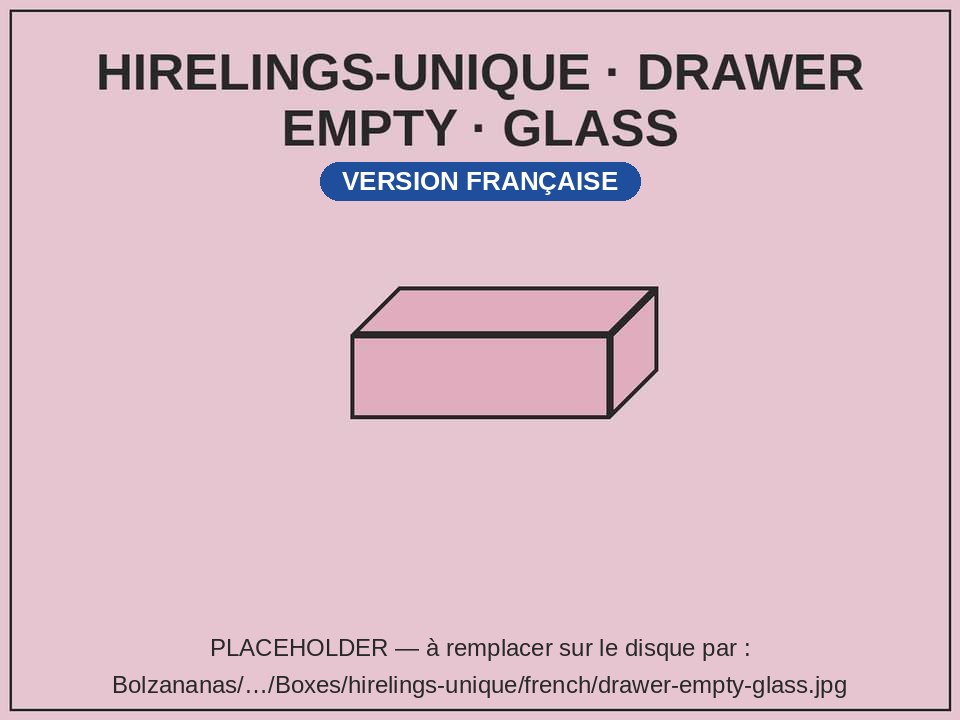 HIRELINGS-UNIQUE · DRAWER
EMPTY · GLASS
VERSION FRANÇAISE
PLACEHOLDER — à remplacer sur le disque par :
Bolzananas/…/Boxes/hirelings-unique/french/drawer-empty-glass.jpg